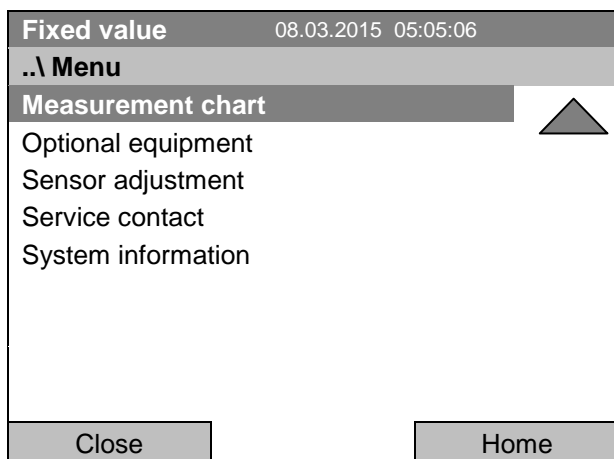 Fixed value 08.03.2015 05:05:06
..\ Menu
Measurement chart
Optional equipment
Sensor adjustment
Service contact
System information
Close Home